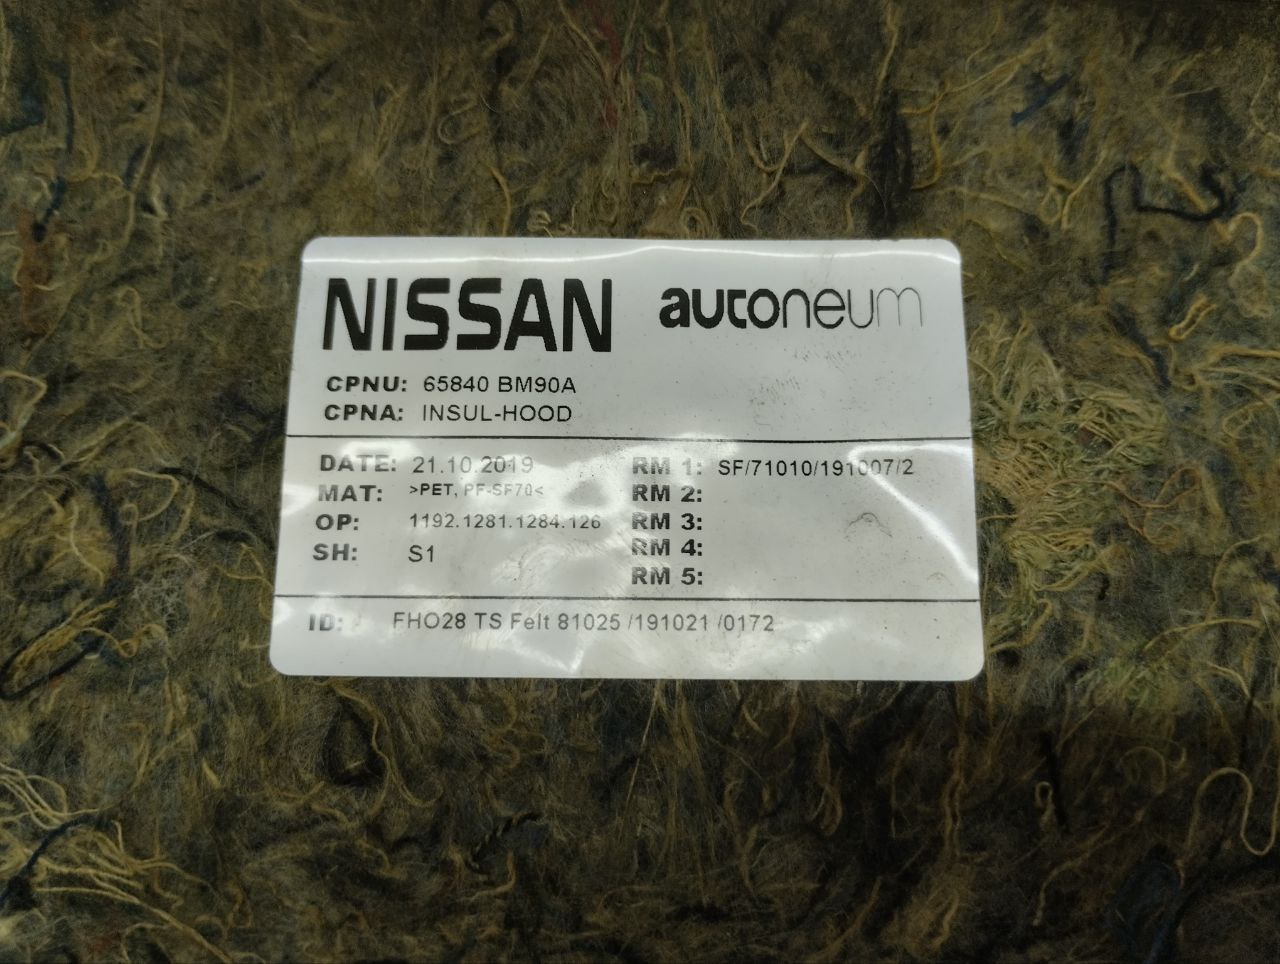 NISSAN autoneum
CPNU: 65840 BM90A
CPNA: INSUL-HOOD
DATE: 21.10.2019 RM 1: SF/71010/191007/2
MAT: >PET, PF-SF70< RM 2:
OP: 1192.1281.1284.126 RM 3:
SH: S1 RM 4:
RM 5:
ID: FHO28 TS Felt 81025 /191021 /0172